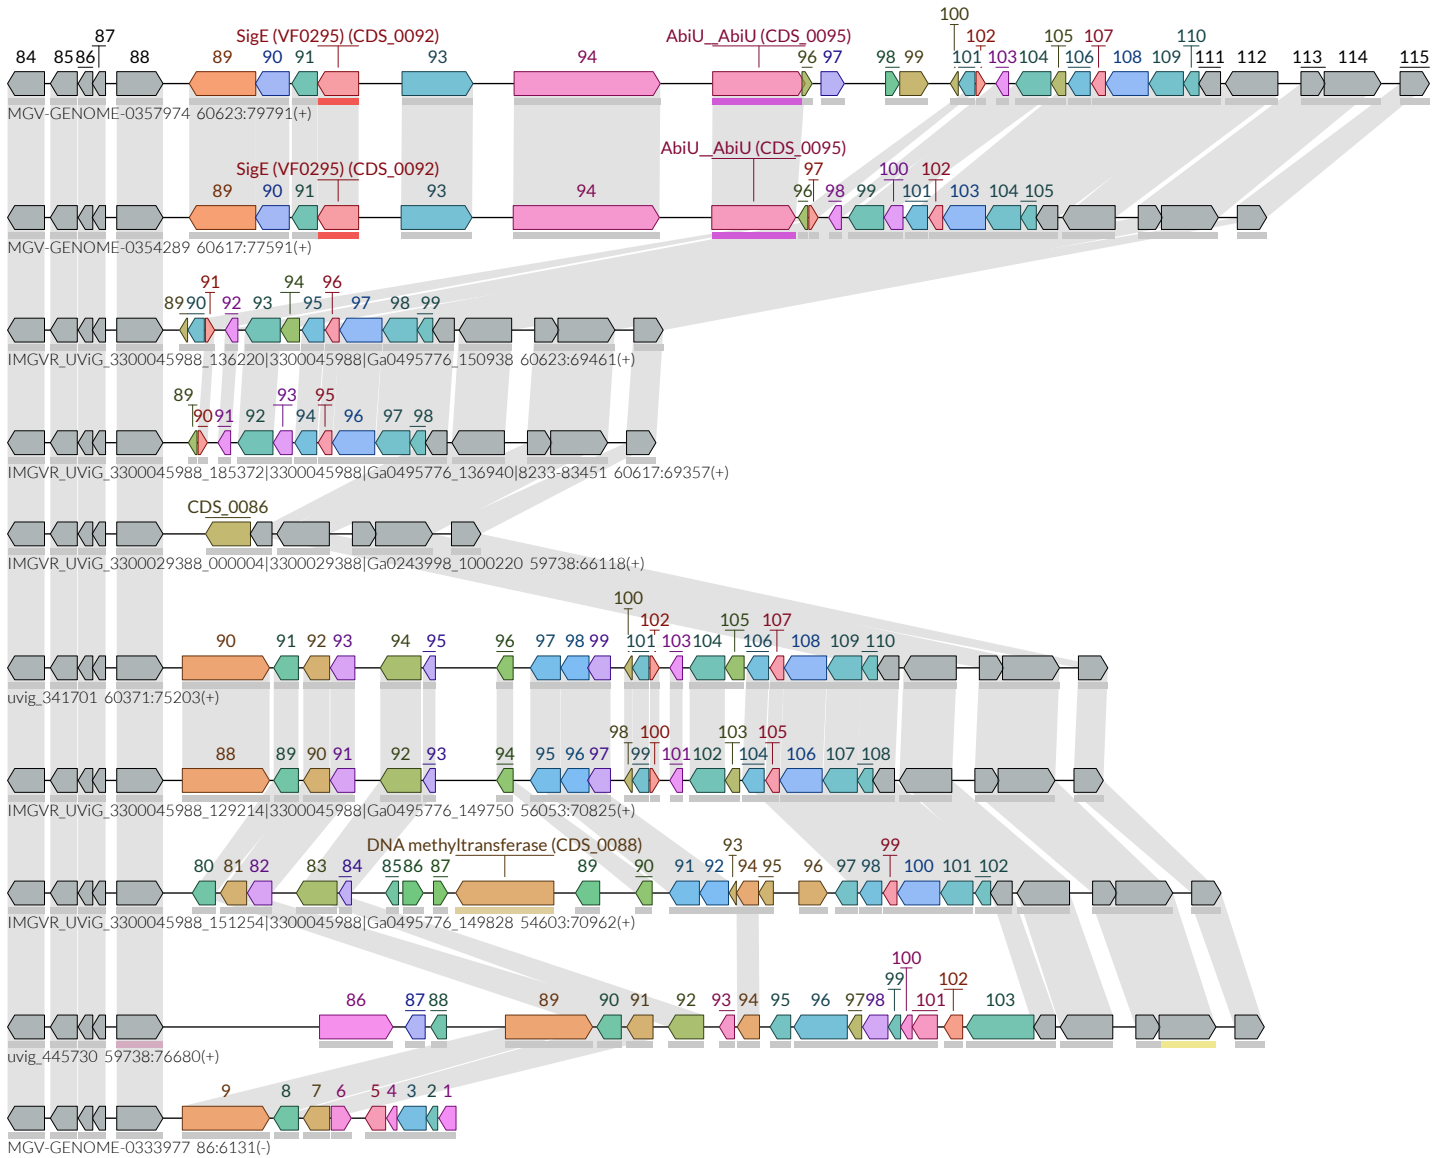 100
87 SigE (VF0295) (CDS_0092) AbiU__AbiU (CDS_0095) 102 105 107 110
84 85 86 88 89 90 91 93 94 96 97 98 99 101 103 104 106 108 109 111 112 113 114 115
MGV-GENOME-0357974 60623:79791(+)
AbiU__AbiU (CDS_0095)
SigE (VF0295) (CDS_0092) 97 100 102
89 90 91 93 94 96 98 99 101 103 104 105
MGV-GENOME-0354289 60617:77591(+)
91 94 96
89 90 92 93 95 97 98 99
IMGVR_UViG_3300045988_136220|3300045988|Ga0495776_150938 60623:69461(+)
89 93 95
90 91 92 94 96 97 98
IMGVR_UViG_3300045988_185372|3300045988|Ga0495776_136940|8233-83451 60617:69357(+)
CDS_0086
IMGVR_UViG_3300029388_000004|3300029388|Ga0243998_1000220 59738:66118(+)
100
102 105 107
90 91 92 93 94 95 96 97 98 99 101 103 104 106 108 109 110
uvig_341701 60371:75203(+)
98 100 103 105
88 89 90 91 92 93 94 95 96 97 99 101 102 104 106 107 108
IMGVR_UViG_3300045988_129214|3300045988|Ga0495776_149750 56053:70825(+)
DNA methyltransferase (CDS_0088) 93 99
80 81 82 83 84 85 86 87 89 90 91 92 94 95 96 97 98 100 101 102
IMGVR_UViG_3300045988_151254|3300045988|Ga0495776_149828 54603:70962(+)
100
99 102
86 87 88 89 90 91 92 93 94 95 96 97 98 101 103
uvig_445730 59738:76680(+)
9 8 7 6 5 4 3 2 1
MGV-GENOME-0333977 86:6131(-)